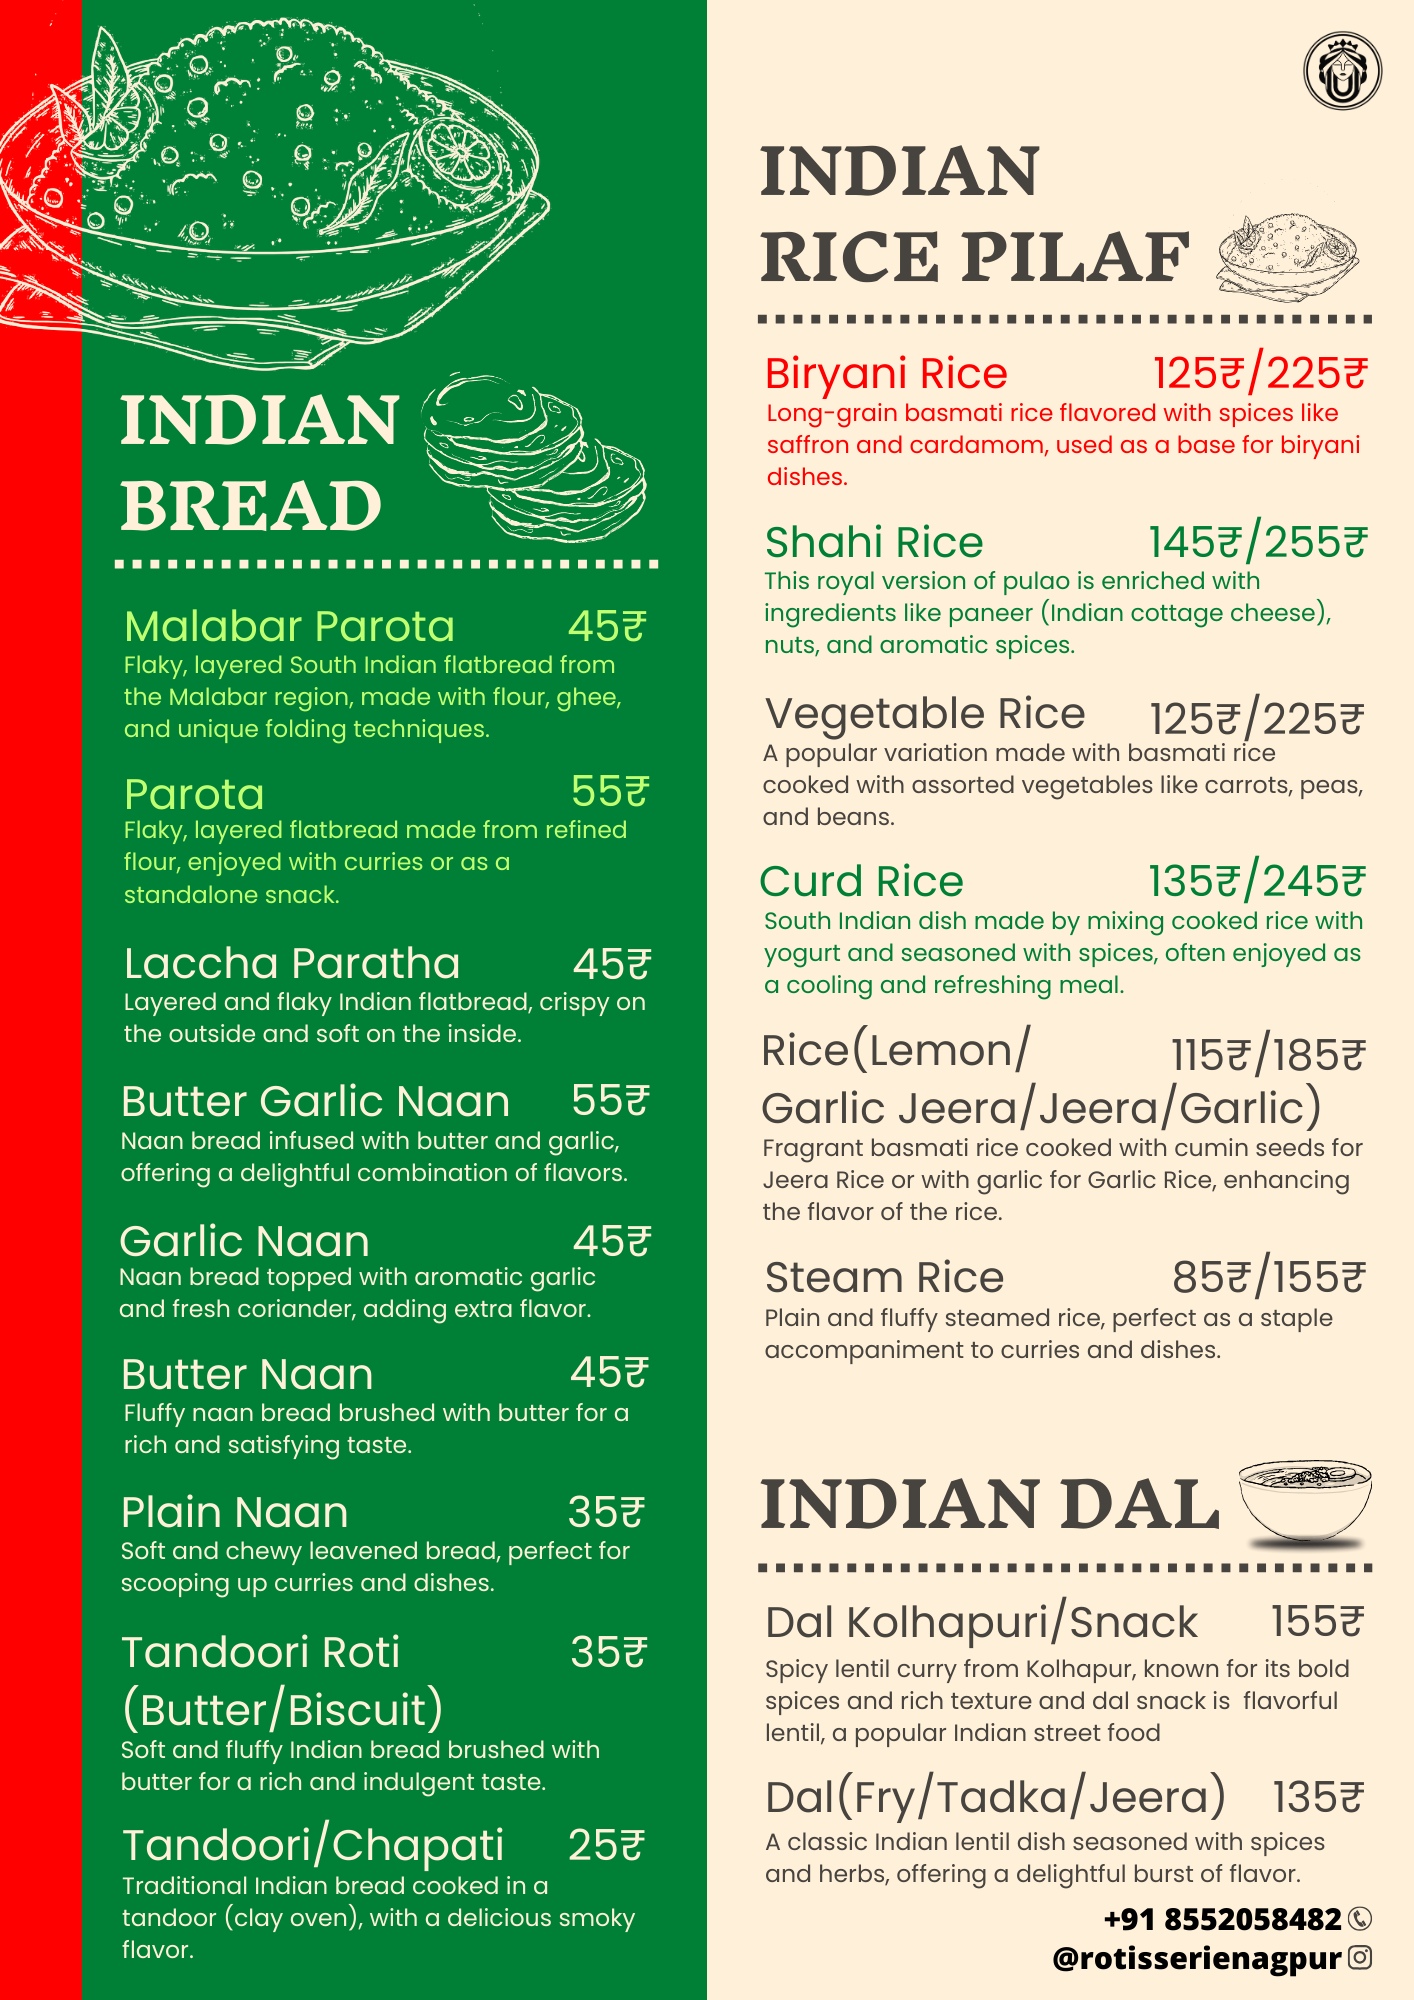 INDIAN
BREAD
Malabar Parota 45₹
Flaky, layered South Indian flatbread from
the Malabar region, made with flour, ghee,
and unique folding techniques.
Parota 55₹
Flaky, layered flatbread made from refined
flour, enjoyed with curries or as a
standalone snack.
Laccha Paratha 45₹
Layered and flaky Indian flatbread, crispy on
the outside and soft on the inside.
Butter Garlic Naan 55₹
Naan bread infused with butter and garlic,
offering a delightful combination of flavors.
Garlic Naan 45₹
Naan bread topped with aromatic garlic
and fresh coriander, adding extra flavor.
Butter Naan 45₹
Fluffy naan bread brushed with butter for a
rich and satisfying taste.
Plain Naan 35₹
Soft and chewy leavened bread, perfect for
scooping up curries and dishes.
Tandoori Roti 35₹
(Butter/Biscuit)
Soft and fluffy Indian bread brushed with
butter for a rich and indulgent taste.
Tandoori/Chapati 25₹
Traditional Indian bread cooked in a
tandoor (clay oven), with a delicious smoky
flavor.
INDIAN
RICE PILAF
Biryani Rice 125₹/225₹
Long-grain basmati rice flavored with spices like
saffron and cardamom, used as a base for biryani
dishes.
Shahi Rice 145₹/255₹
This royal version of pulao is enriched with
ingredients like paneer (Indian cottage cheese),
nuts, and aromatic spices.
Vegetable Rice 125₹/225₹
A popular variation made with basmati rice
cooked with assorted vegetables like carrots, peas,
and beans.
Curd Rice 135₹/245₹
South Indian dish made by mixing cooked rice with
yogurt and seasoned with spices, often enjoyed as
a cooling and refreshing meal.
Rice(Lemon/ 115₹/185₹
Garlic Jeera/Jeera/Garlic)
Fragrant basmati rice cooked with cumin seeds for
Jeera Rice or with garlic for Garlic Rice, enhancing
the flavor of the rice.
Steam Rice 85₹/155₹
Plain and fluffy steamed rice, perfect as a staple
accompaniment to curries and dishes.
INDIAN DAL
Dal Kolhapuri/Snack 155₹
Spicy lentil curry from Kolhapur, known for its bold
spices and rich texture and dal snack is flavorful
lentil, a popular Indian street food
Dal(Fry/Tadka/Jeera) 135₹
A classic Indian lentil dish seasoned with spices
and herbs, offering a delightful burst of flavor.
+91 8552058482
@rotisserienagpur